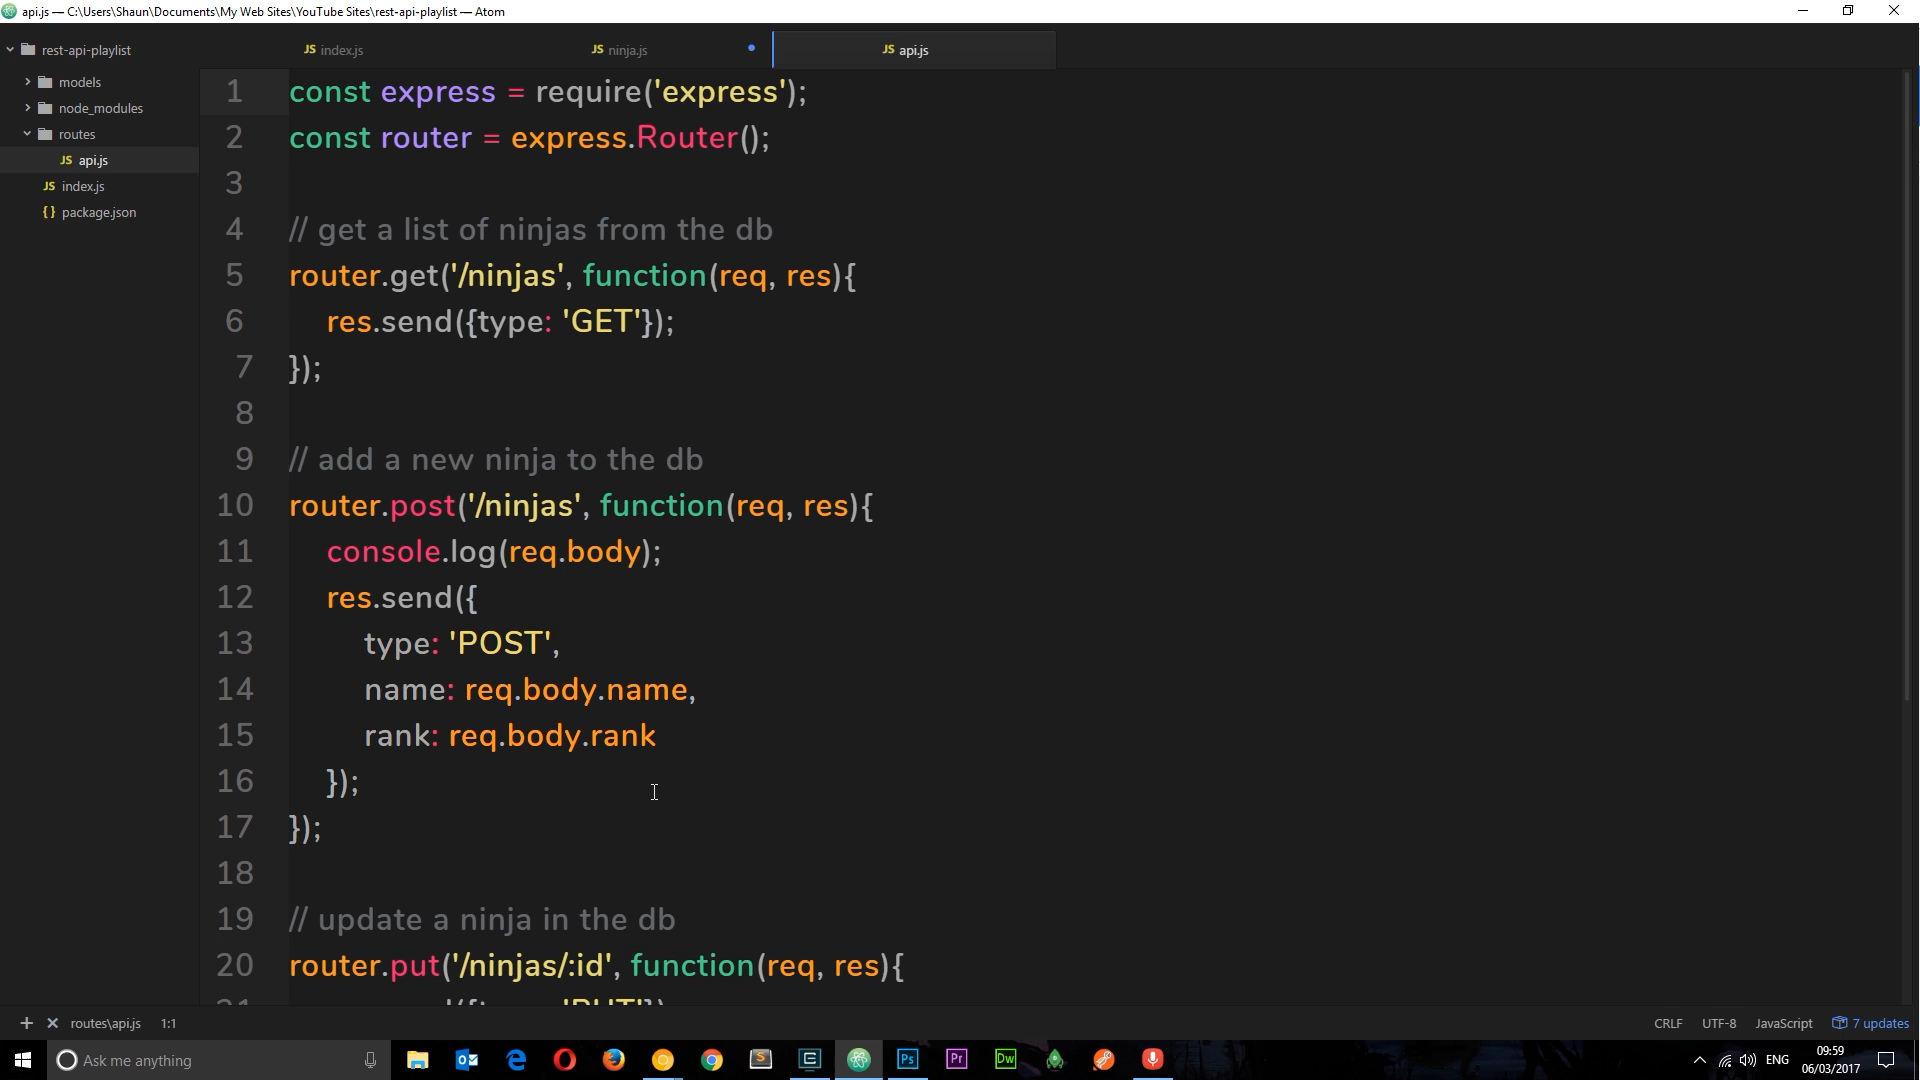 api.js — C:\Users\Shaun\Documents\My Web Sites\YouTube Sites\rest-api-playlist — Atom
rest-api-playlist
models
node_modules
routes
JS api.js
JS index.js
{} package.json
JS index.js
JS ninja.js
JS api.js
1 const express = require('express');
2 const router = express.Router();
3
4 // get a list of ninjas from the db
5 router.get('/ninjas', function(req, res){
6 res.send({type: 'GET'});
7 });
8
9 // add a new ninja to the db
10 router.post('/ninjas', function(req, res){
11 console.log(req.body);
12 res.send({
13 type: 'POST',
14 name: req.body.name,
15 rank: req.body.rank
16 });
17 });
18
19 // update a ninja in the db
20 router.put('/ninjas/:id', function(req, res){
routes\api.js 1:1
CRLF UTF-8 JavaScript 7 updates
Ask me anything
S
Ps
Pr
Dw
ENG
09:59
06/03/2017